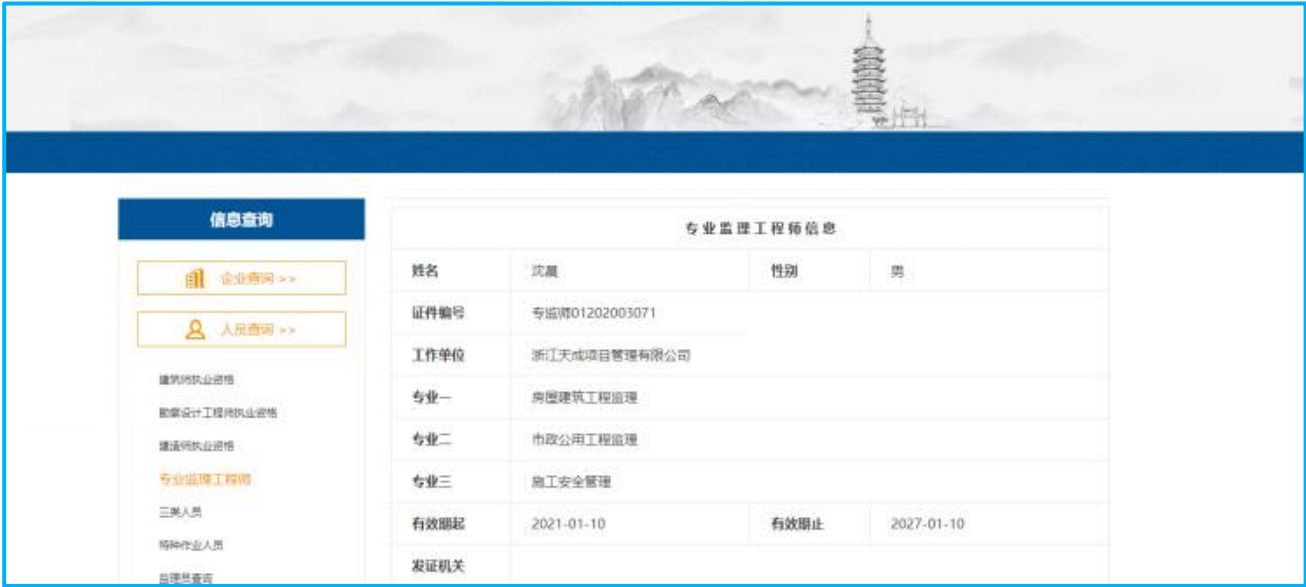 信息查询
企业查询 >>
人员查询 >>
建筑师执业资格
勘察设计工程师执业资格
建造师执业资格
专业监理工程师
三类人员
特种作业人员
监理员查询
专业监理工程师信息
姓名 沈晨 性别 男
证件编号 专监师01202003071
工作单位 浙江天成项目管理有限公司
专业一 房屋建筑工程监理
专业二 市政公用工程监理
专业三 施工安全管理
有效期起 2021-01-10 有效期止 2027-01-10
发证机关